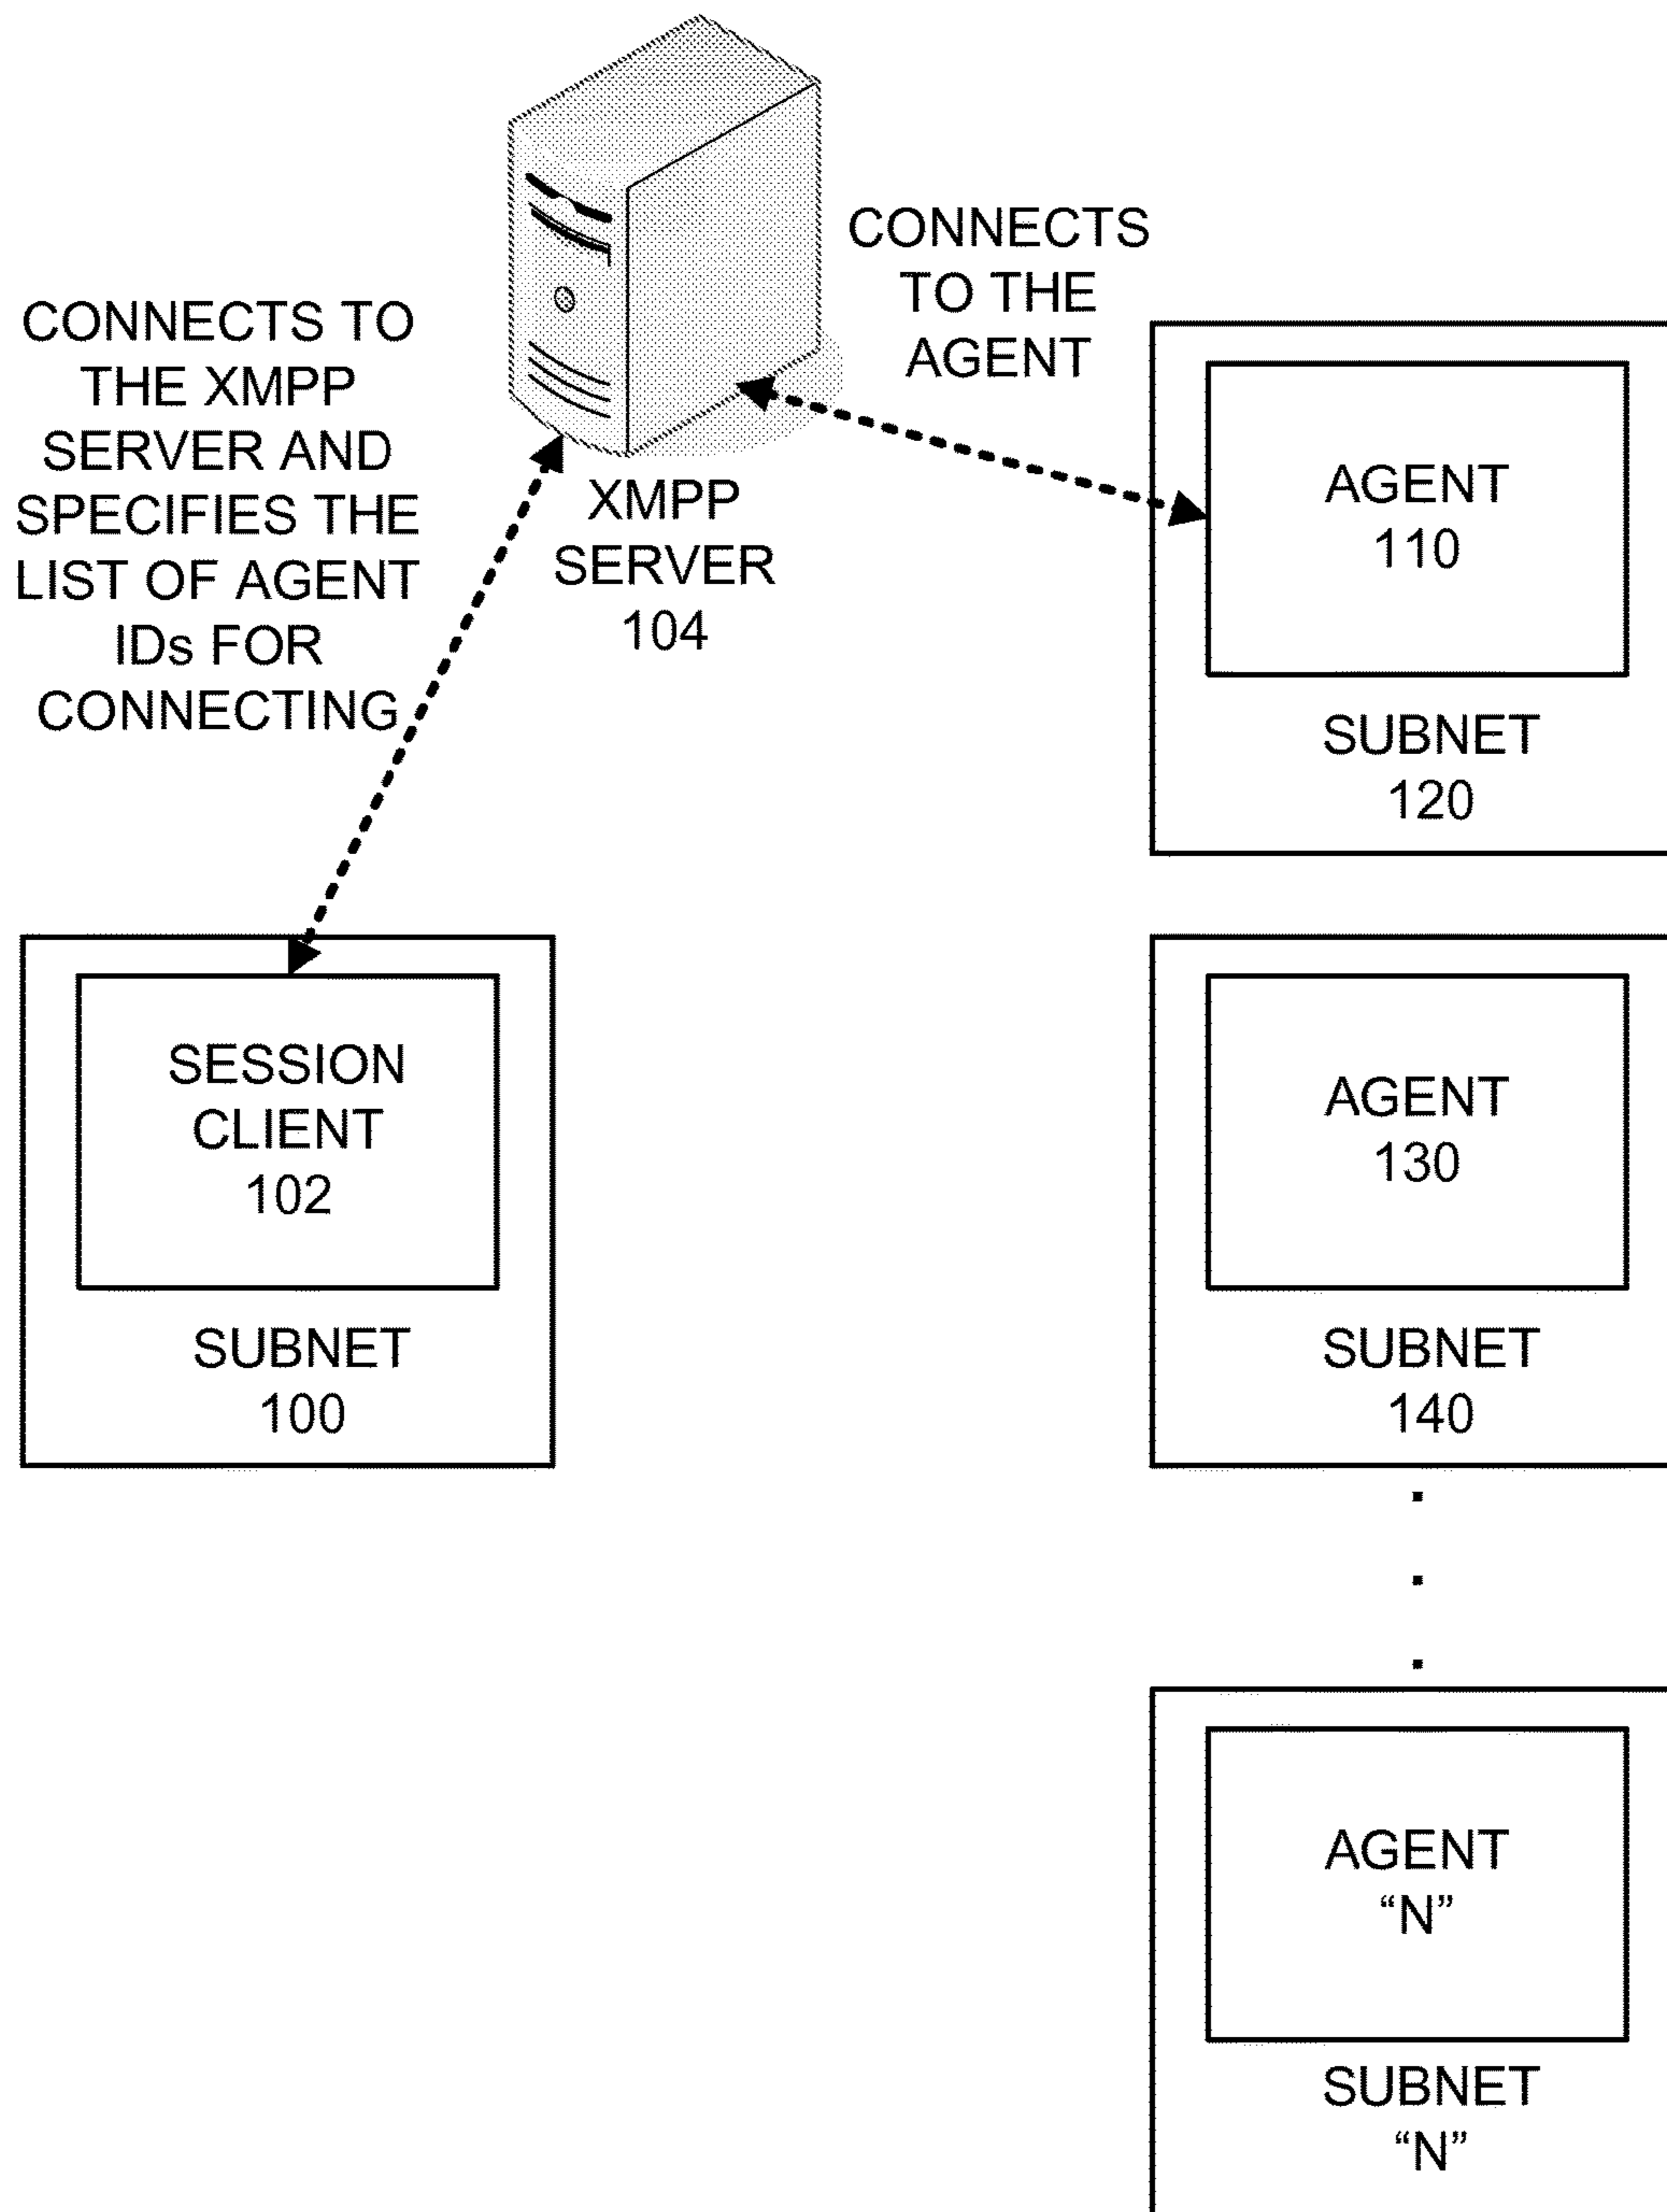 CONNECTS TO
THE XMPP
SERVER AND
SPECIFIES THE
LIST OF AGENT
IDs FOR
CONNECTING
XMPP
SERVER
104
CONNECTS
TO THE
AGENT
AGENT
110
SUBNET
120
SESSION
CLIENT
102
SUBNET
100
AGENT
130
SUBNET
140
AGENT
“N”
SUBNET
“N”